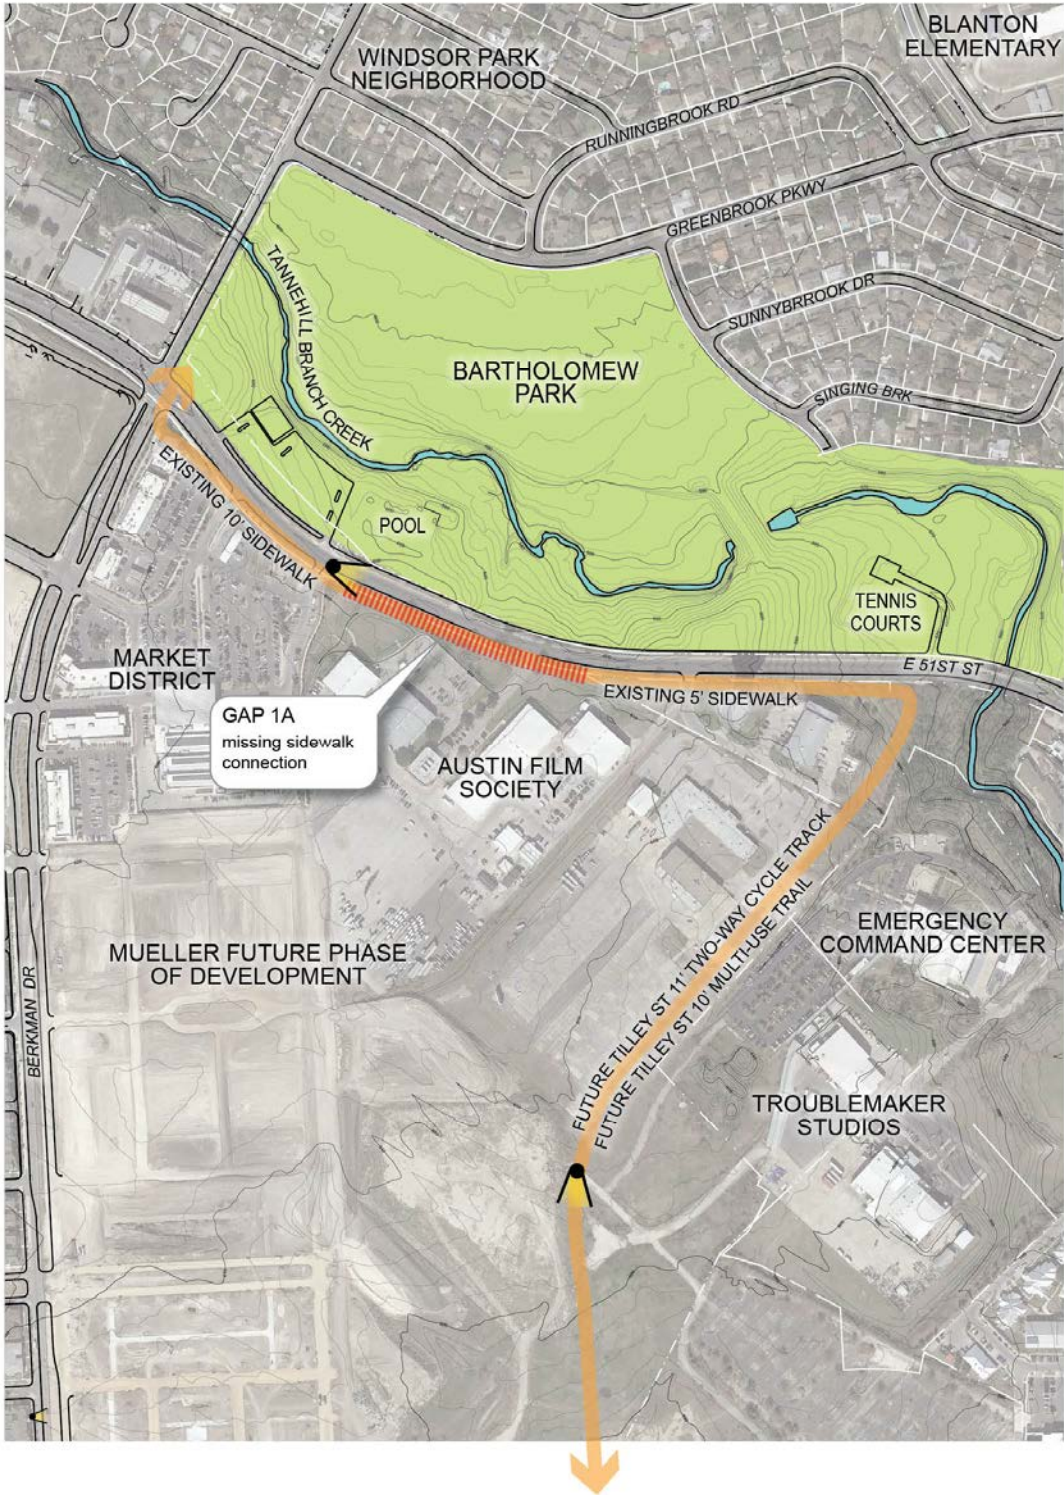 BLANTON
ELEMENTARY
WINDSOR PARK
NEIGHBORHOOD
RUNNINGBROOK RD
GREENBROOK PKWY
SUNNYBRROOK DR
SINGING BRK
TANNEHILL BRANCH CREEK
BARTHOLOMEW
PARK
EXISTING 10' SIDEWALK
POOL
TENNIS
COURTS
E 51ST ST
MARKET
DISTRICT
EXISTING 5' SIDEWALK
GAP 1A
missing sidewalk
connection
AUSTIN FILM
SOCIETY
FUTURE TILLEY ST 11' TWO-WAY CYCLE TRACK
FUTURE TILLEY ST 10' MULTI-USE TRAIL
EMERGENCY
COMMAND CENTER
MUELLER FUTURE PHASE
OF DEVELOPMENT
BERKMAN DR
TROUBLEMAKER
STUDIOS